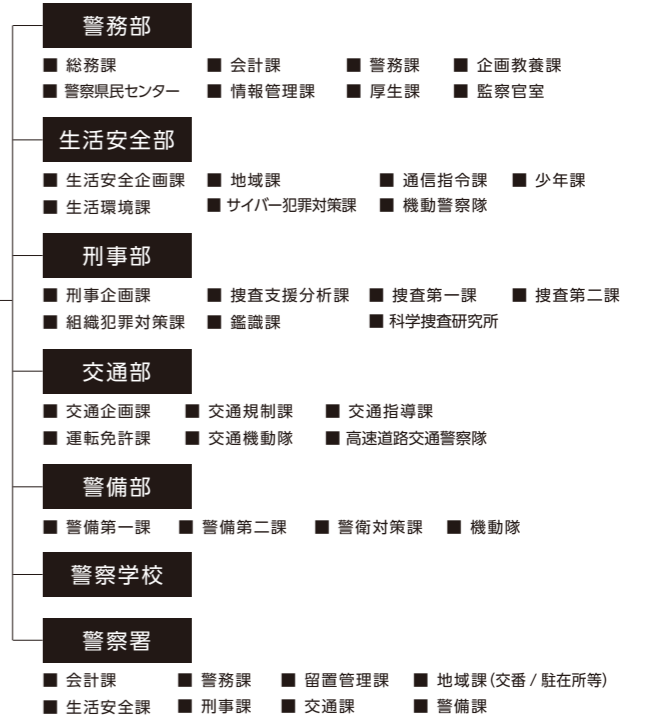 警務部
■ 総務課 ■ 会計課 ■ 警務課 ■ 企画教養課
■ 警察県民センター ■ 情報管理課 ■ 厚生課 ■ 監察官室
生活安全部
■ 生活安全企画課 ■ 地域課 ■ 通信指令課 ■ 少年課
■ 生活環境課 ■ サイバー犯罪対策課 ■ 機動警察隊
刑事部
■ 刑事企画課 ■ 捜査支援分析課 ■ 捜査第一課 ■ 捜査第二課
■ 組織犯罪対策課 ■ 鑑識課 ■ 科学捜査研究所
交通部
■ 交通企画課 ■ 交通規制課 ■ 交通指導課
■ 運転免許課 ■ 交通機動隊 ■ 高速道路交通警察隊
警備部
■ 警備第一課 ■ 警備第二課 ■ 警衛対策課 ■ 機動隊
警察学校
警察署
■ 会計課 ■ 警務課 ■ 留置管理課 ■ 地域課(交番 / 駐在所等)
■ 生活安全課 ■ 刑事課 ■ 交通課 ■ 警備課